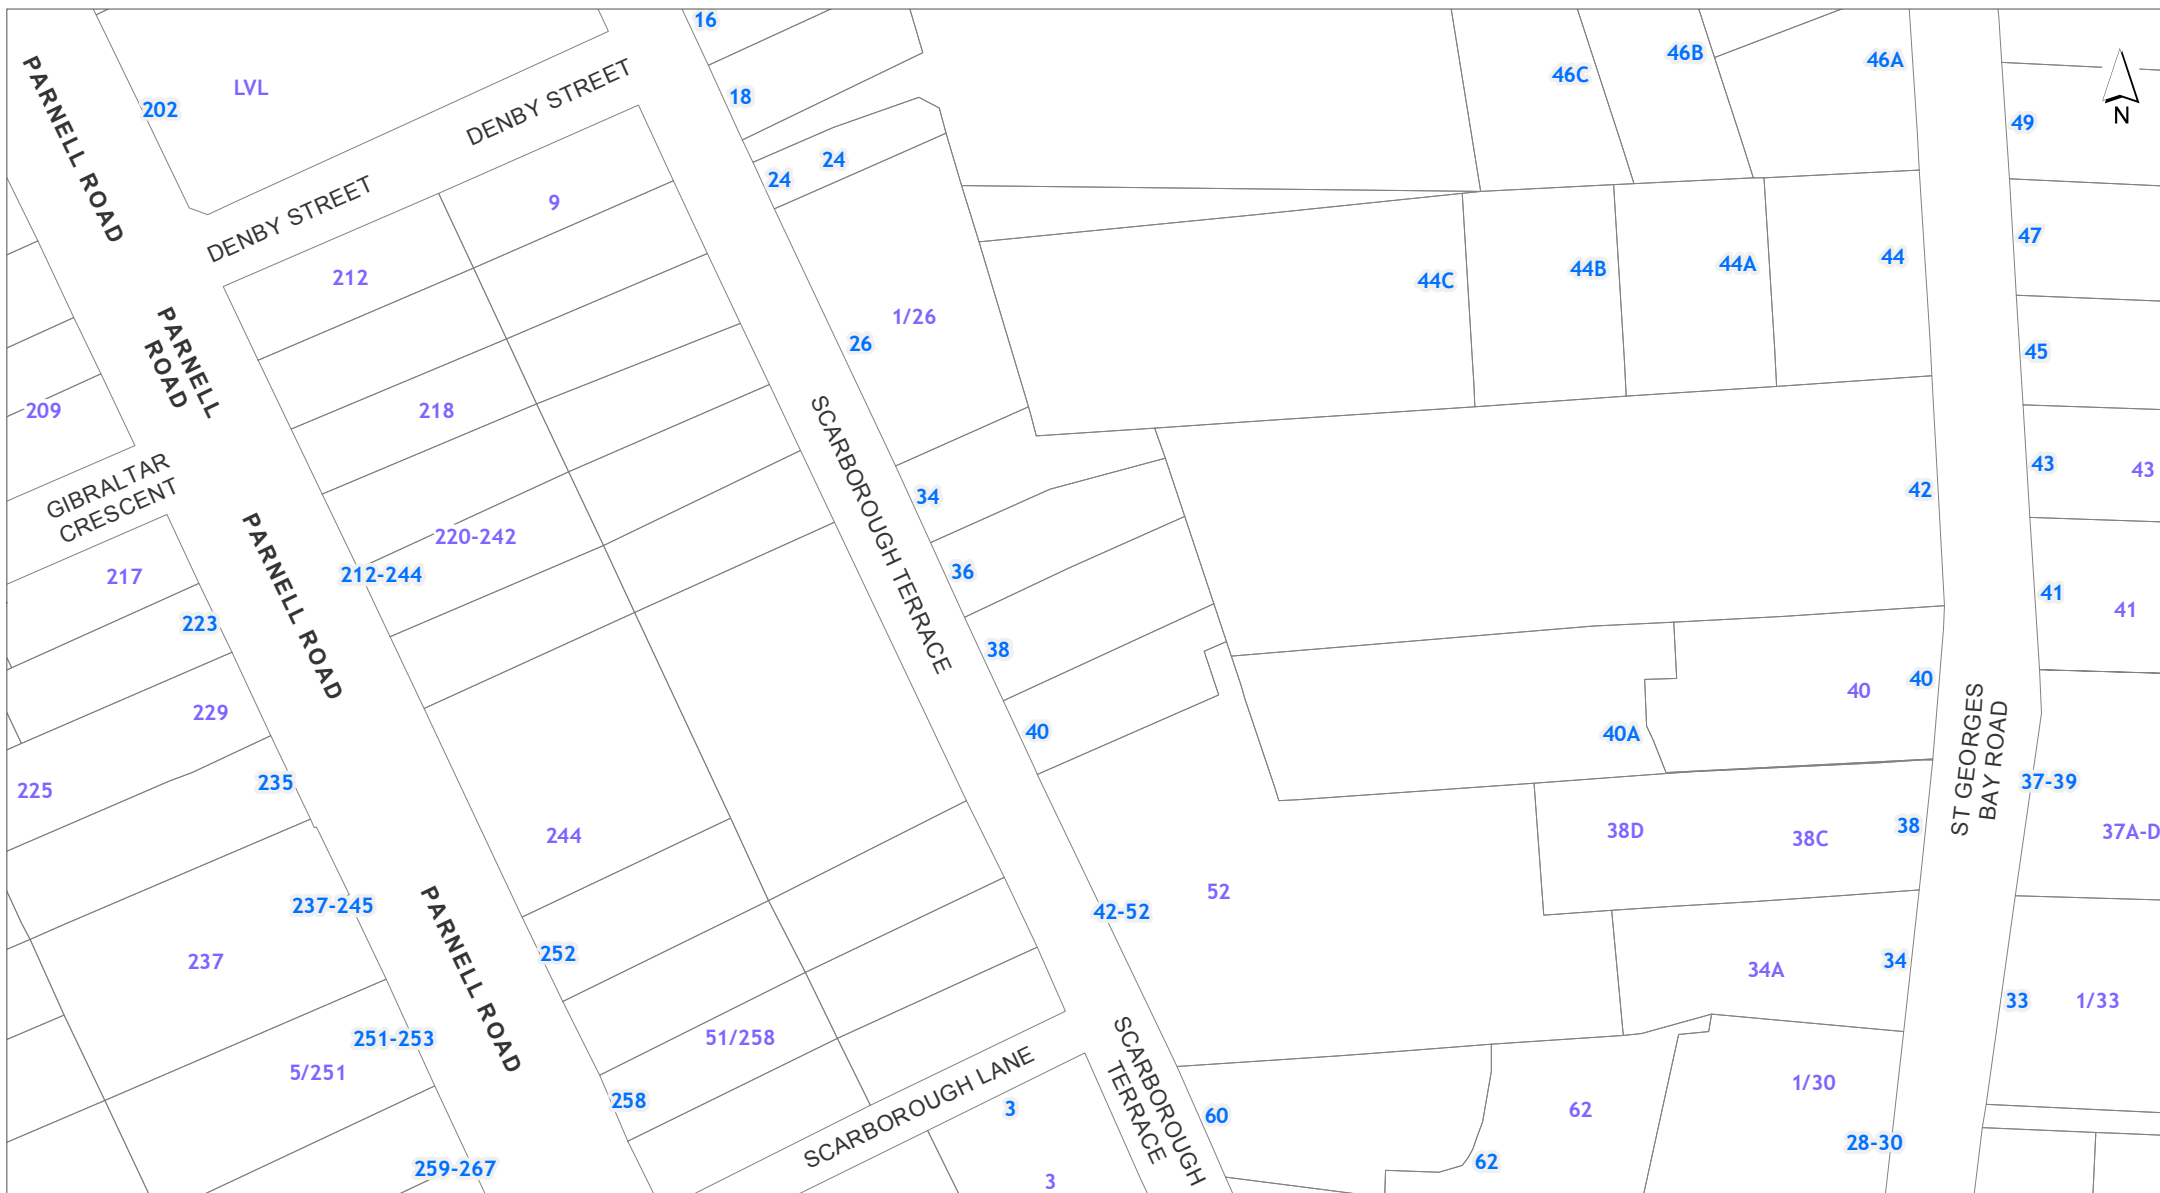 16
46B
46A
46C
LVL
18
202
PARNELL ROAD
DENBY STREET
N
49
24
24
9
DENBY STREET
47
44
44A
44B
212
44C
1/26
26
45
PARNELL
ROAD
209
218
SCARBOROUGH TERRACE
43
43
GIBRALTAR
CRESCENT
42
34
220-242
212-244
217
36
41
41
223
PARNELL ROAD
38
40
40
229
40
40A
ST GEORGES
BAY ROAD
235
225
37-39
38
38D
38C
37A-D
244
52
237-245
42-52
PARNELL ROAD
252
237
34
34A
33
1/33
251-253
51/258
5/251
SCARBOROUGH LANE
SCARBOROUGH
TERRACE
1/30
258
3
62
60
28-30
62
259-267
3